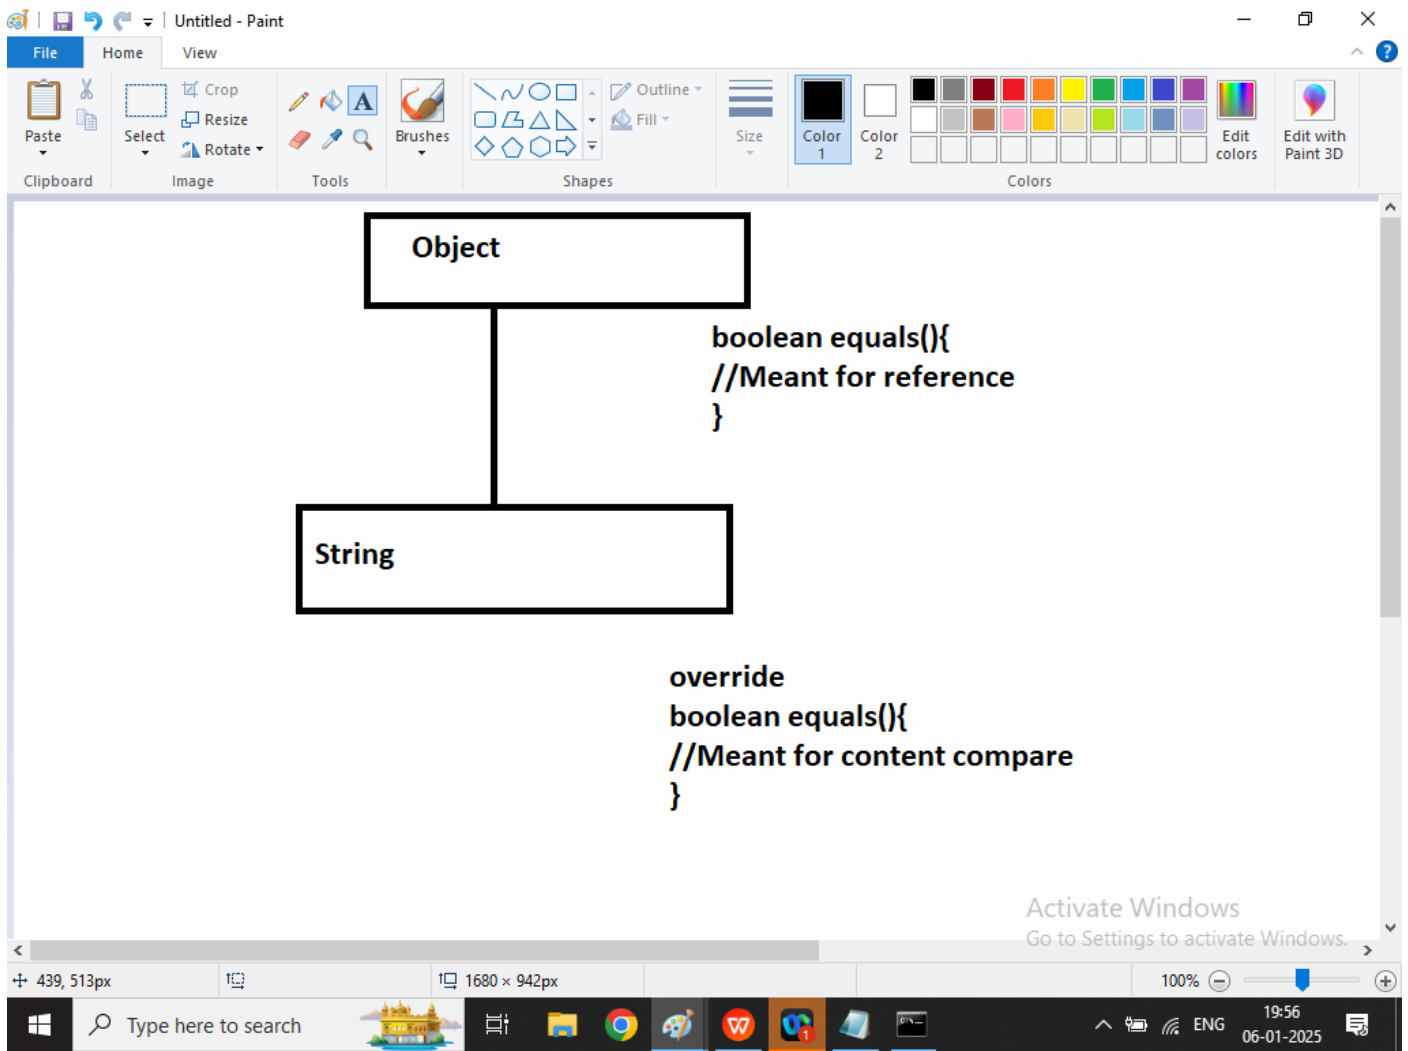 Untitled - Paint
File Home View
Paste
Select
Crop
Resize
Rotate
Brushes
Outline
Fill
Size
Color 1
Color 2
Edit colors
Edit with Paint 3D
Clipboard
Image
Tools
Shapes
Colors
Object
boolean equals(){
//Meant for reference
}
String
override
boolean equals(){
//Meant for content compare
}
Activate Windows
Go to Settings to activate Windows.
439, 513px
1680 × 942px
100%
Type here to search
1
ENG
19:56
06-01-2025